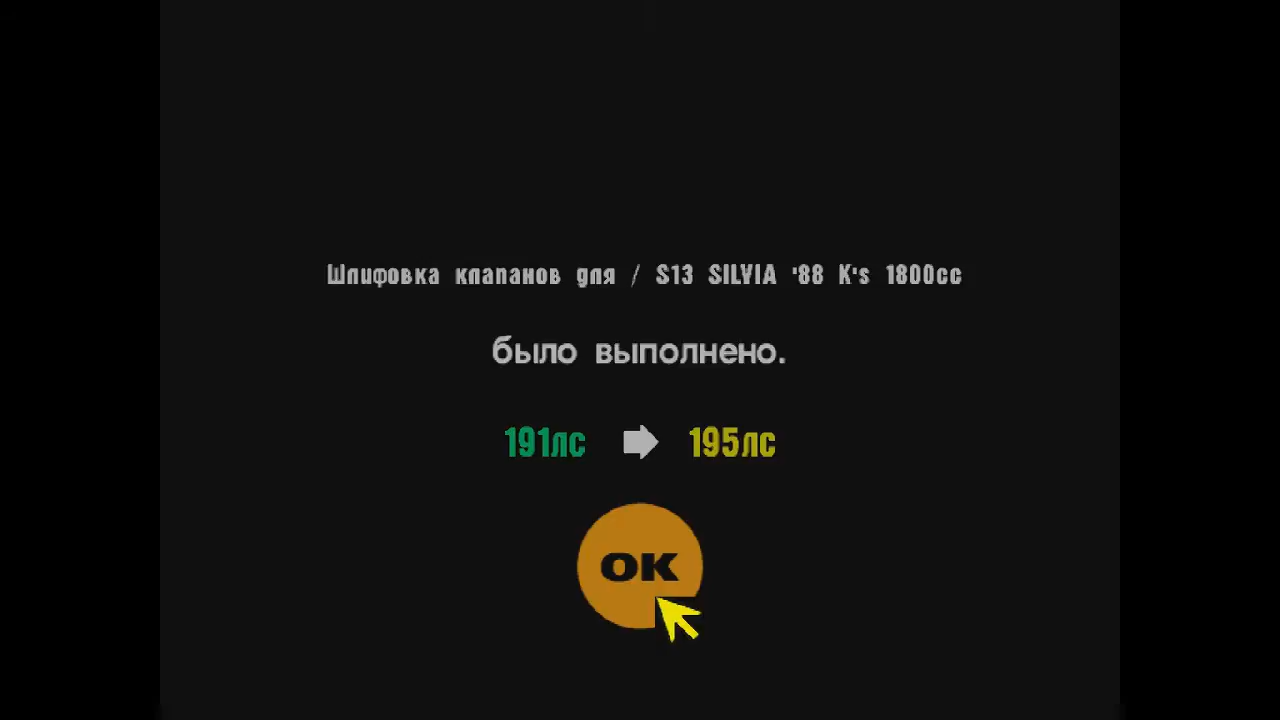 Шлифовка клапанов для / S13 SILVIA '88 K's 1800cc
было выполнено.
191лс 195лс
OK